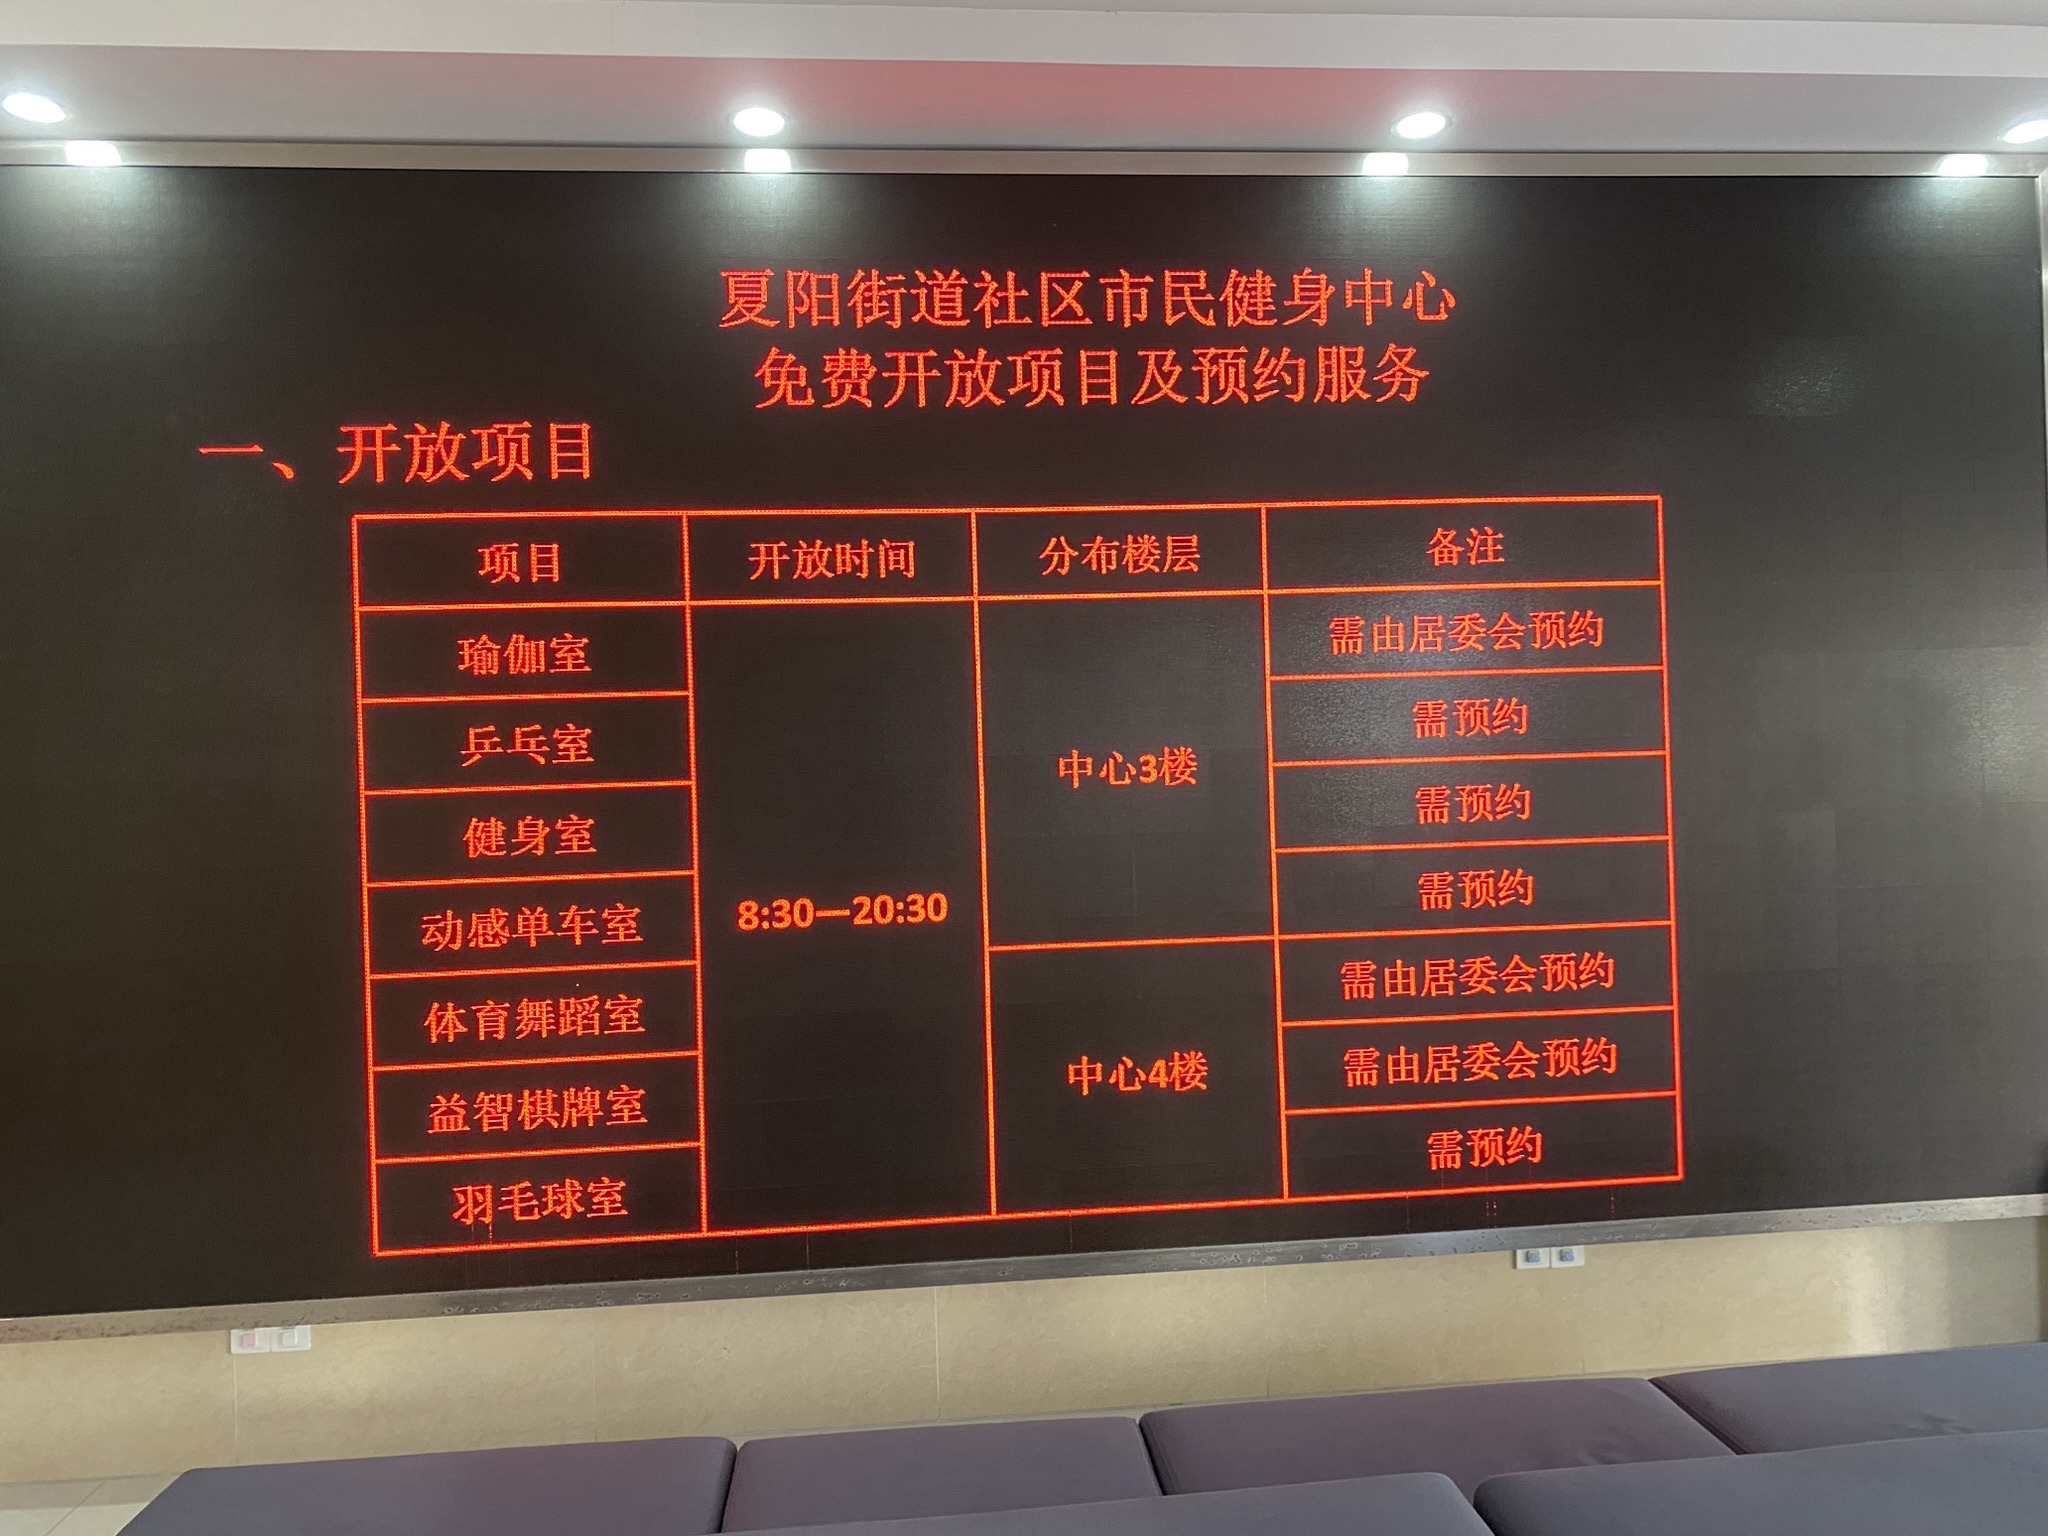 夏阳街道社区市民健身中心
免费开放项目及预约服务
一、开放项目
项目 开放时间 分布楼层 备注
瑜伽室 8:30—20:30 中心3楼 需由居委会预约
乒乓室 需预约
健身室 需预约
动感单车室 需预约
体育舞蹈室 中心4楼 需由居委会预约
益智棋牌室 需由居委会预约
羽毛球室 需预约